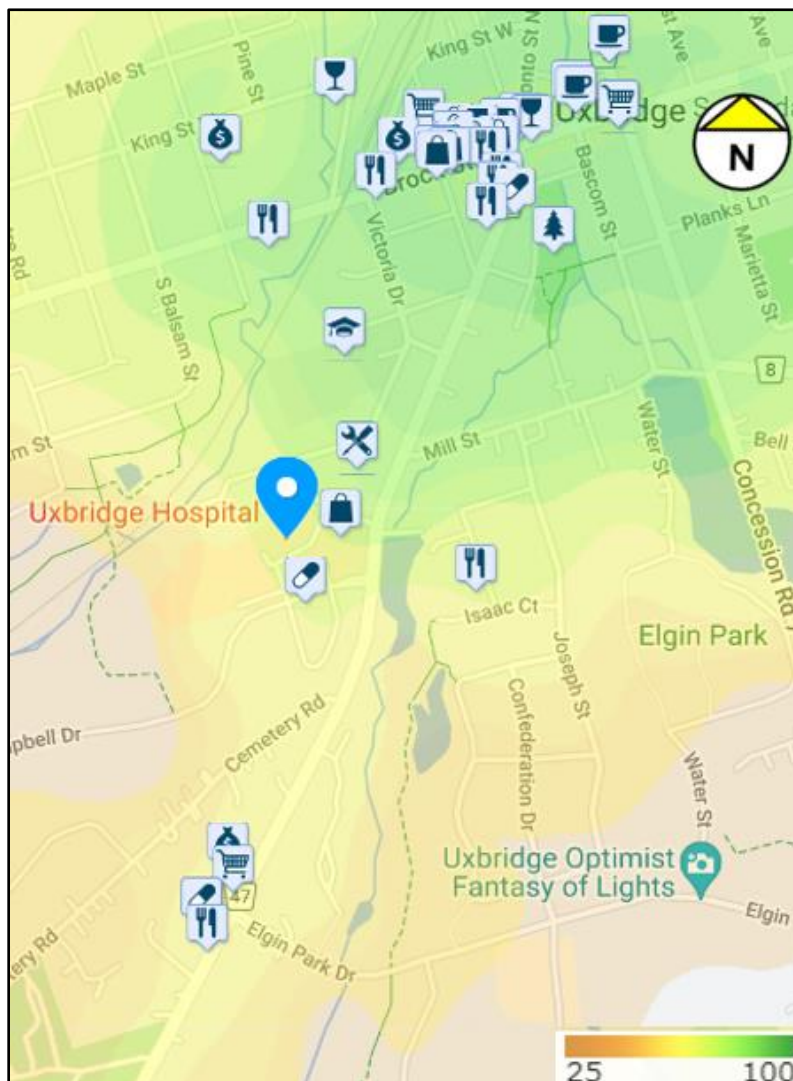 King St W
Maple St
Pine St
King St
Uxbridge
N
Bascom St
Planks Ln
Victoria Dr
Marietta St
S Balsam St
8
Mill St
Water St
Bell
Uxbridge Hospital
Concession Rd 7
Isaac Ct
Elgin Park
Joseph St
Confederation Dr
Cemetery Rd
Water St
Uxbridge Optimist
Fantasy of Lights
47
Elgin
Elgin Park Dr
25
100